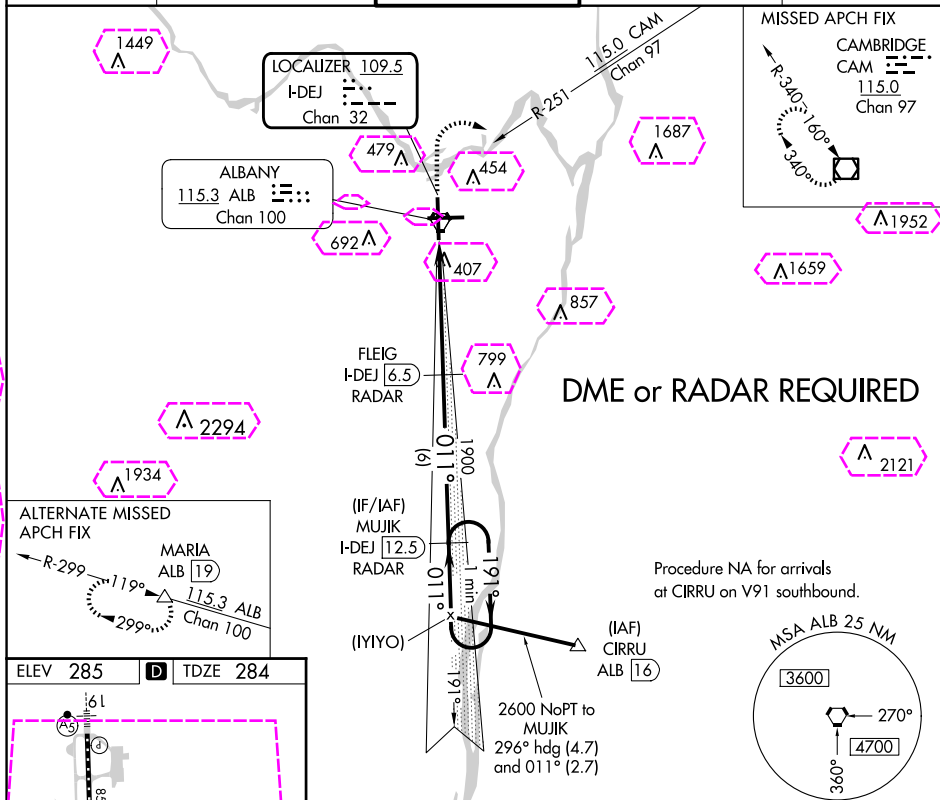 1449
LOCALIZER 109.5
I-DEJ
Chan 32
115.0 CAM
Chan 97
R-251
MISSED APCH FIX
CAMBRIDGE
CAM
115.0
Chan 97
R-340
160°
340°
479
454
1687
ALBANY
115.3 ALB
Chan 100
692
407
1952
1659
857
FLEIG
I-DEJ 6.5
RADAR
799
DME or RADAR REQUIRED
2294
1934
2121
011°
(6)
1900
ALTERNATE MISSED
APCH FIX
MARIA
ALB 19
R-299
119°
299°
115.3 ALB
Chan 100
(IF/IAF)
MUJIK
I-DEJ 12.5
RADAR
011°
1 min
191°
191°
(IYIYO)
(IAF)
CIRRU
ALB 16
2600 NoPT to
MUJIK
296° hdg (4.7)
and 011° (2.7)
Procedure NA for arrivals
at CIRRU on V91 southbound.
MSA ALB 25 NM
3600
270°
4700
360°
ELEV 285
D
TDZE 284
19
A5
P